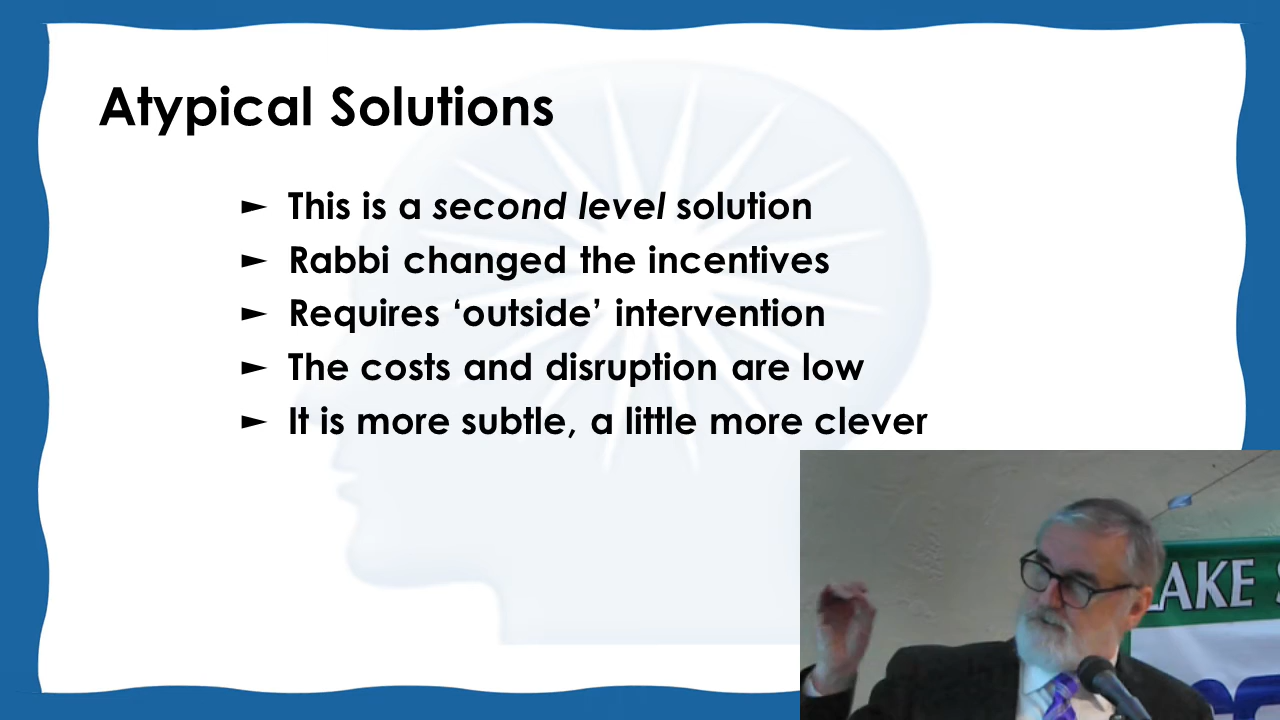 Atypical Solutions
► This is a second level solution
► Rabbi changed the incentives
► Requires ‘outside’ intervention
► The costs and disruption are low
► It is more subtle, a little more clever
LAKE